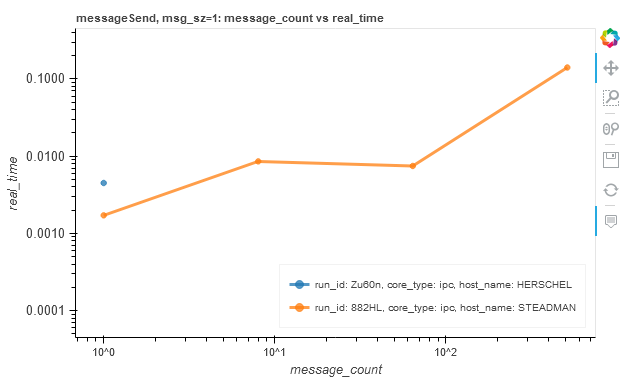 messageSend, msg_sz=1: message_count vs real_time
0.1000
0.0100
0.0010
0.0001
real_time
run_id: Zu60n, core_type: ipc, host_name: HERSCHEL
run_id: 882HL, core_type: ipc, host_name: STEADMAN
10^0
10^1
10^2
message_count